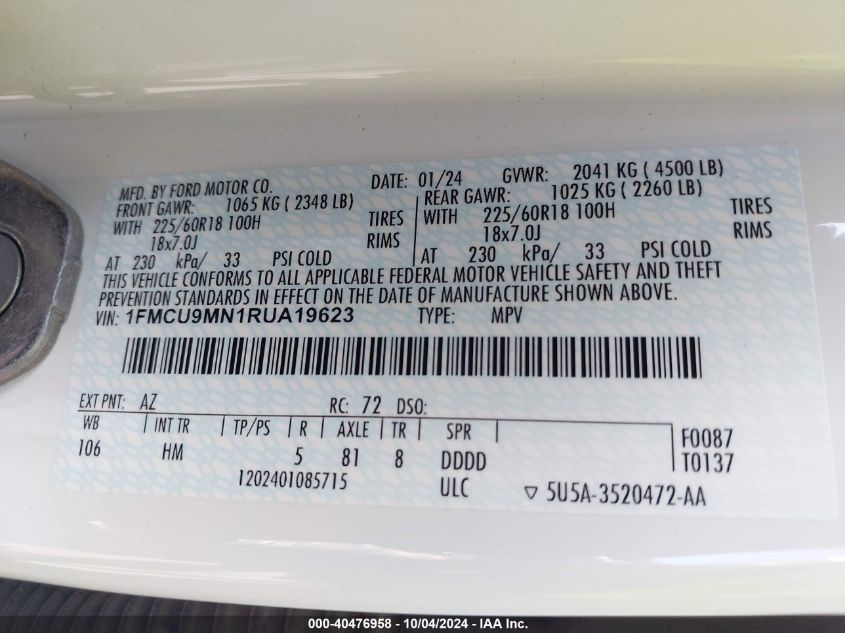 MFD. BY FORD MOTOR CO. DATE: 01/24 GVWR: 2041 KG ( 4500 LB)
FRONT GAWR: 1065 KG ( 2348 LB) REAR GAWR: 1025 KG ( 2260 LB)
WITH 225/60R18 100H TIRES WITH 225/60R18 100H TIRES
18x7.0J RIMS 18x7.0J RIMS
AT 230 kPa/ 33 PSI COLD AT 230 kPa/ 33 PSI COLD
THIS VEHICLE CONFORMS TO ALL APPLICABLE FEDERAL MOTOR VEHICLE SAFETY AND THEFT
PREVENTION STANDARDS IN EFFECT ON THE DATE OF MANUFACTURE SHOWN ABOVE.
VIN: 1FMCU9MN1RUA19623 TYPE: MPV
EXT PNT: AZ RC: 72 DSO:
WB INT TR TP/PS R AXLE TR SPR F0087
106 HM 5 81 8 DDDD T0137
1202401085715 ULC ▽ 5U5A-3520472-AA
000-40476958 - 10/04/2024 - IAA Inc.